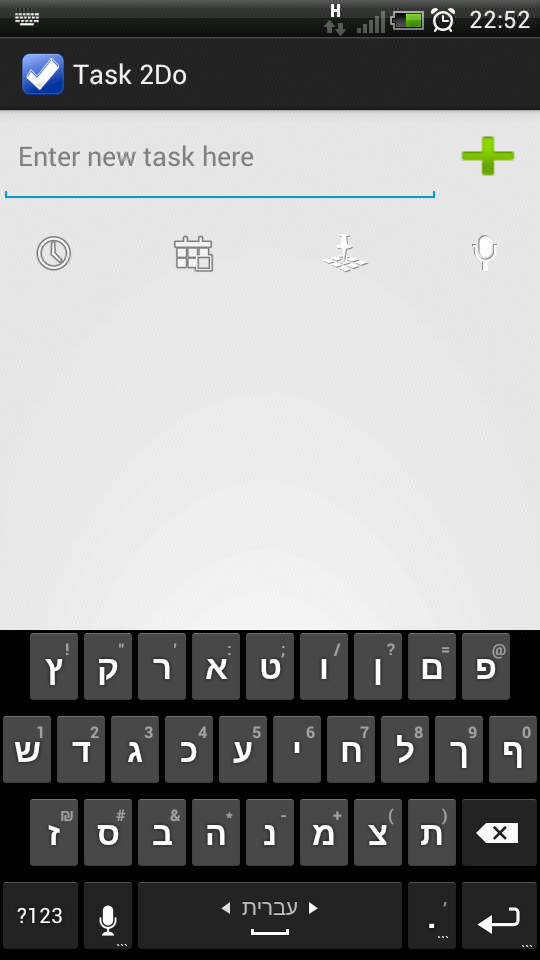 H
22:52
Task 2Do
Enter new task here
! " ' : ; / ? = @
ץ ק ר א ט ו ן ם פ
1 2 3 4 5 6 7 8 9 0
ש ד ג כ ע י ח ל ך ף
₪ # & * - + ( )
ז ס ב ה נ מ צ ת
?123 עברית . ,